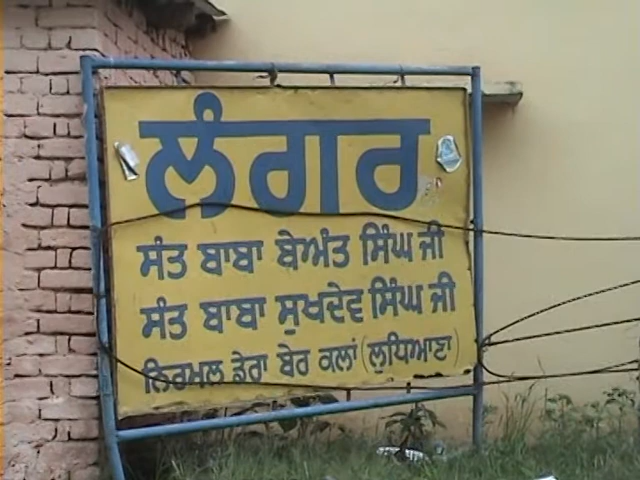 ਲੰਗਰ
ਸੰਤ ਬਾਬਾ ਬੇਅੰਤ ਸਿੰਘ ਜੀ
ਸੰਤ ਬਾਬਾ ਸੁਖਦੇਵ ਸਿੰਘ ਜੀ
ਨਿਰਮਲ ਡੇਰਾ ਬੇਰ ਕਲਾਂ (ਲੁਧਿਆਣਾ)